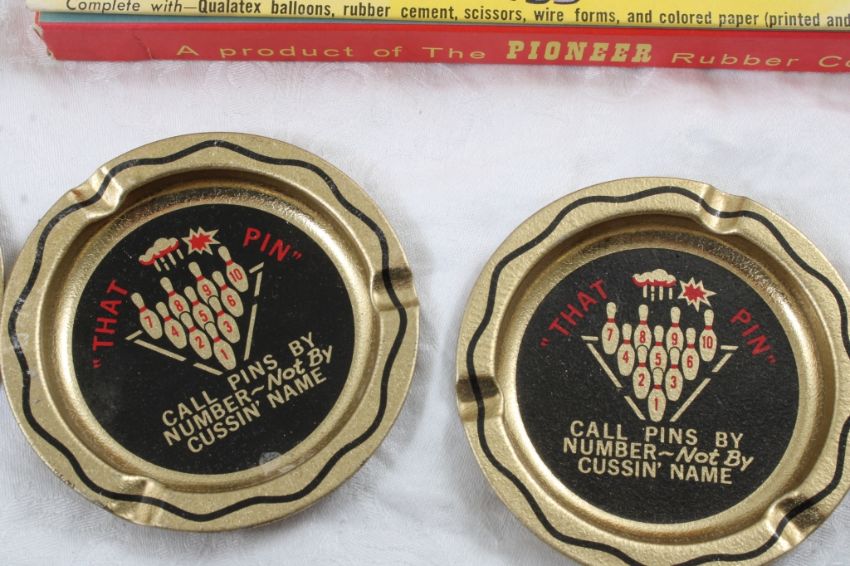 Complete with—Qualatex balloons, rubber cement, scissors, wire forms, and colored paper (printed and
A product of The PIONEER Rubber Co
"THAT PIN"
7 8 9 10
4 5 6
2 3
1
CALL PINS BY
NUMBER~Not By
CUSSIN' NAME
"THAT PIN"
7 8 9 10
4 5 6
2 3
1
CALL PINS BY
NUMBER~Not By
CUSSIN' NAME